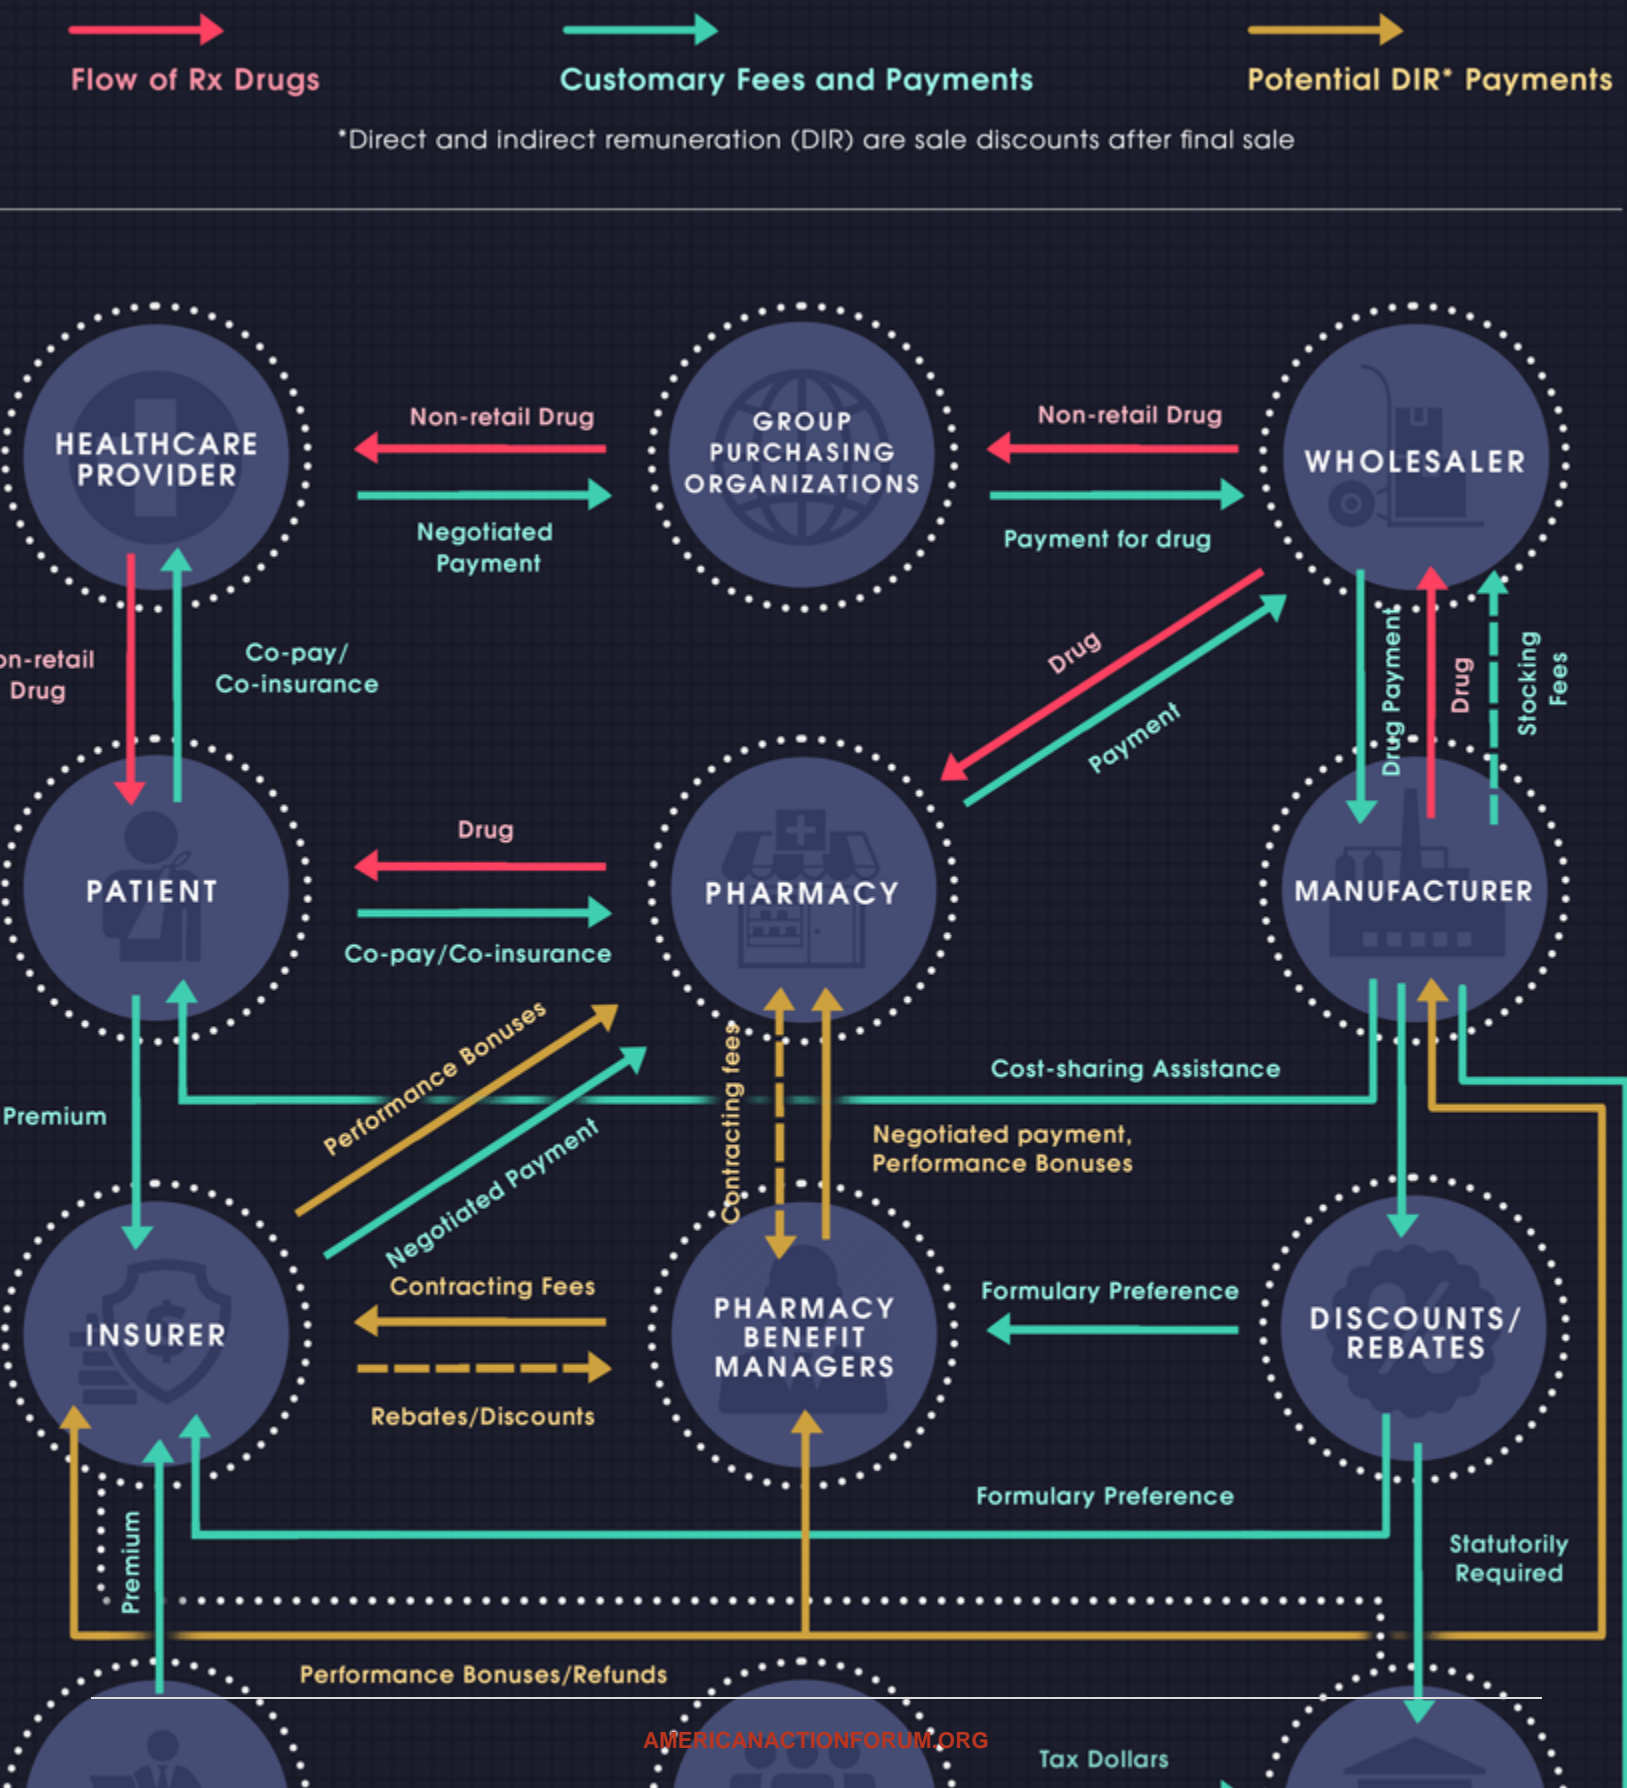 Flow of Rx Drugs
Customary Fees and Payments
Potential DIR* Payments
*Direct and indirect remuneration (DIR) are sale discounts after final sale
HEALTHCARE
PROVIDER
Non-retail Drug
Negotiated
Payment
GROUP
PURCHASING
ORGANIZATIONS
Non-retail Drug
Payment for drug
WHOLESALER
on-retail
Drug
Co-pay/
Co-insurance
Drug
Payment
Drug Payment
Drug
Stocking
Fees
PATIENT
Drug
Co-pay/Co-insurance
PHARMACY
MANUFACTURER
Premium
Performance Bonuses
Negotiated Payment
Contracting fees
Cost-sharing Assistance
Negotiated payment,
Performance Bonuses
INSURER
Contracting Fees
Rebates/Discounts
PHARMACY
BENEFIT
MANAGERS
Formulary Preference
DISCOUNTS/
REBATES
Formulary Preference
Statutorily
Required
Premium
Performance Bonuses/Refunds
AMERICANACTIONFORUM.ORG
Tax Dollars